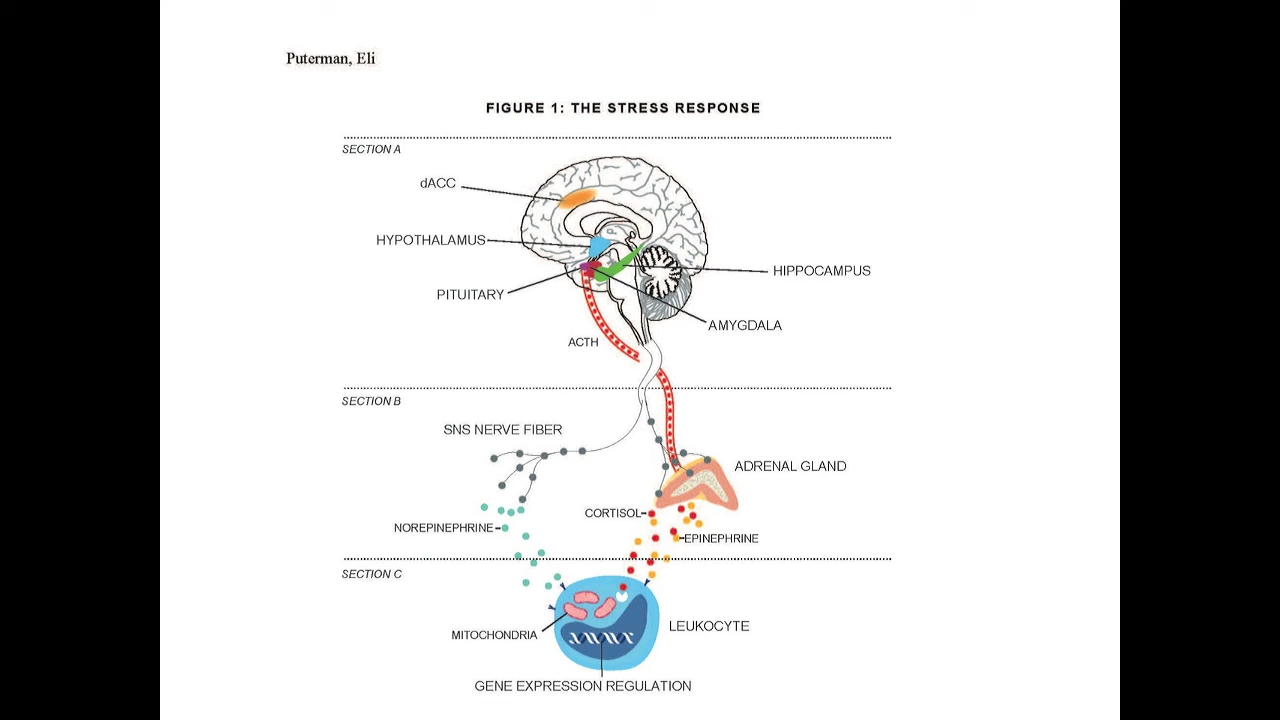 Puterman, Eli
FIGURE 1: THE STRESS RESPONSE
SECTION A
dACC
HYPOTHALAMUS
HIPPOCAMPUS
PITUITARY
AMYGDALA
ACTH
SECTION B
SNS NERVE FIBER
ADRENAL GLAND
CORTISOL
NOREPINEPHRINE
EPINEPHRINE
SECTION C
LEUKOCYTE
MITOCHONDRIA
GENE EXPRESSION REGULATION